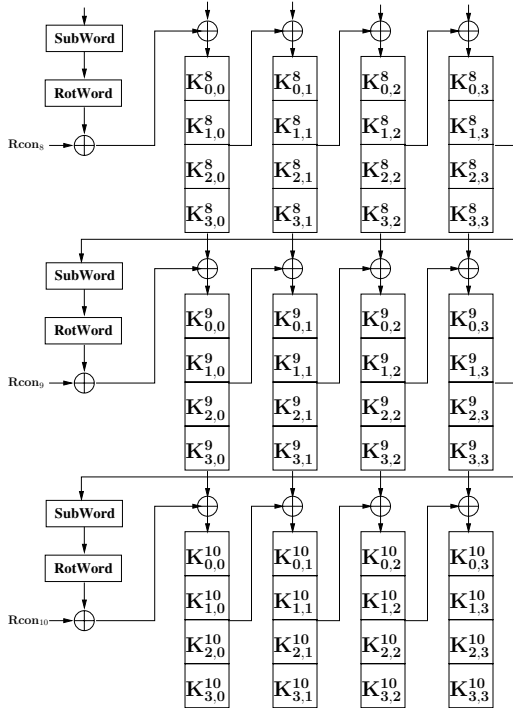 SubWord
RotWord
Rcon₈
K⁸₀,₀ K⁸₀,₁ K⁸₀,₂ K⁸₀,₃
K⁸₁,₀ K⁸₁,₁ K⁸₁,₂ K⁸₁,₃
K⁸₂,₀ K⁸₂,₁ K⁸₂,₂ K⁸₂,₃
K⁸₃,₀ K⁸₃,₁ K⁸₃,₂ K⁸₃,₃
SubWord
RotWord
Rcon₉
K⁹₀,₀ K⁹₀,₁ K⁹₀,₂ K⁹₀,₃
K⁹₁,₀ K⁹₁,₁ K⁹₁,₂ K⁹₁,₃
K⁹₂,₀ K⁹₂,₁ K⁹₂,₂ K⁹₂,₃
K⁹₃,₀ K⁹₃,₁ K⁹₃,₂ K⁹₃,₃
SubWord
RotWord
Rcon₁₀
K¹⁰₀,₀ K¹⁰₀,₁ K¹⁰₀,₂ K¹⁰₀,₃
K¹⁰₁,₀ K¹⁰₁,₁ K¹⁰₁,₂ K¹⁰₁,₃
K¹⁰₂,₀ K¹⁰₂,₁ K¹⁰₂,₂ K¹⁰₂,₃
K¹⁰₃,₀ K¹⁰₃,₁ K¹⁰₃,₂ K¹⁰₃,₃